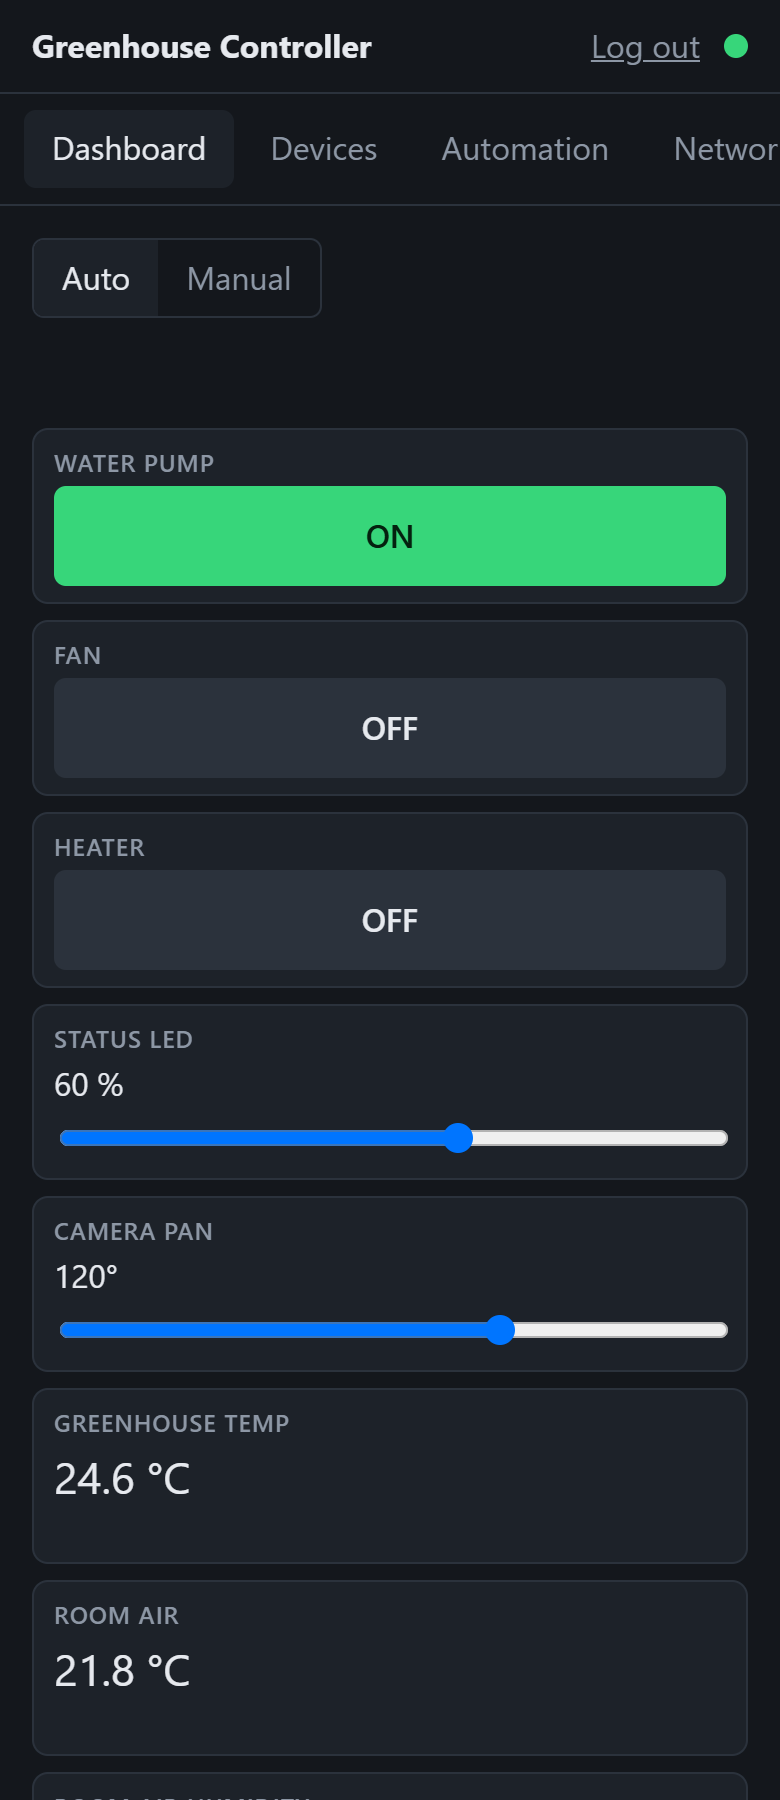 Greenhouse Controller Log out
Dashboard Devices Automation Networ
Auto Manual
WATER PUMP
ON
FAN
OFF
HEATER
OFF
STATUS LED
60 %
CAMERA PAN
120°
GREENHOUSE TEMP
24.6 °C
ROOM AIR
21.8 °C